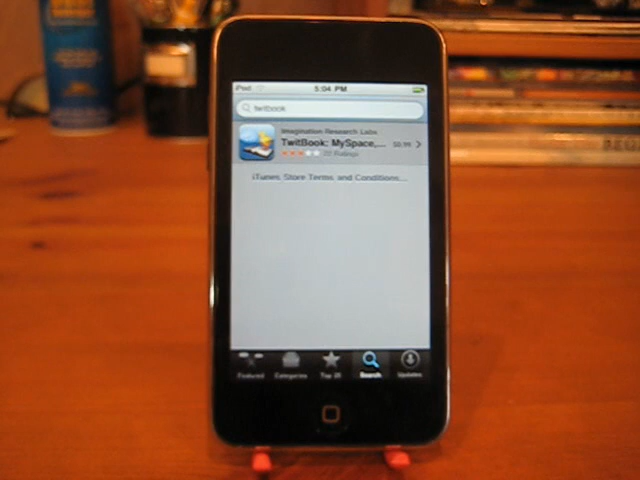 iPod
5:04 PM
twitbook
Imagination Research Labs
TwitBook: MySpace,... $0.99
22 Ratings
iTunes Store Terms and Conditions...
Featured Categories Top 25 Search Updates